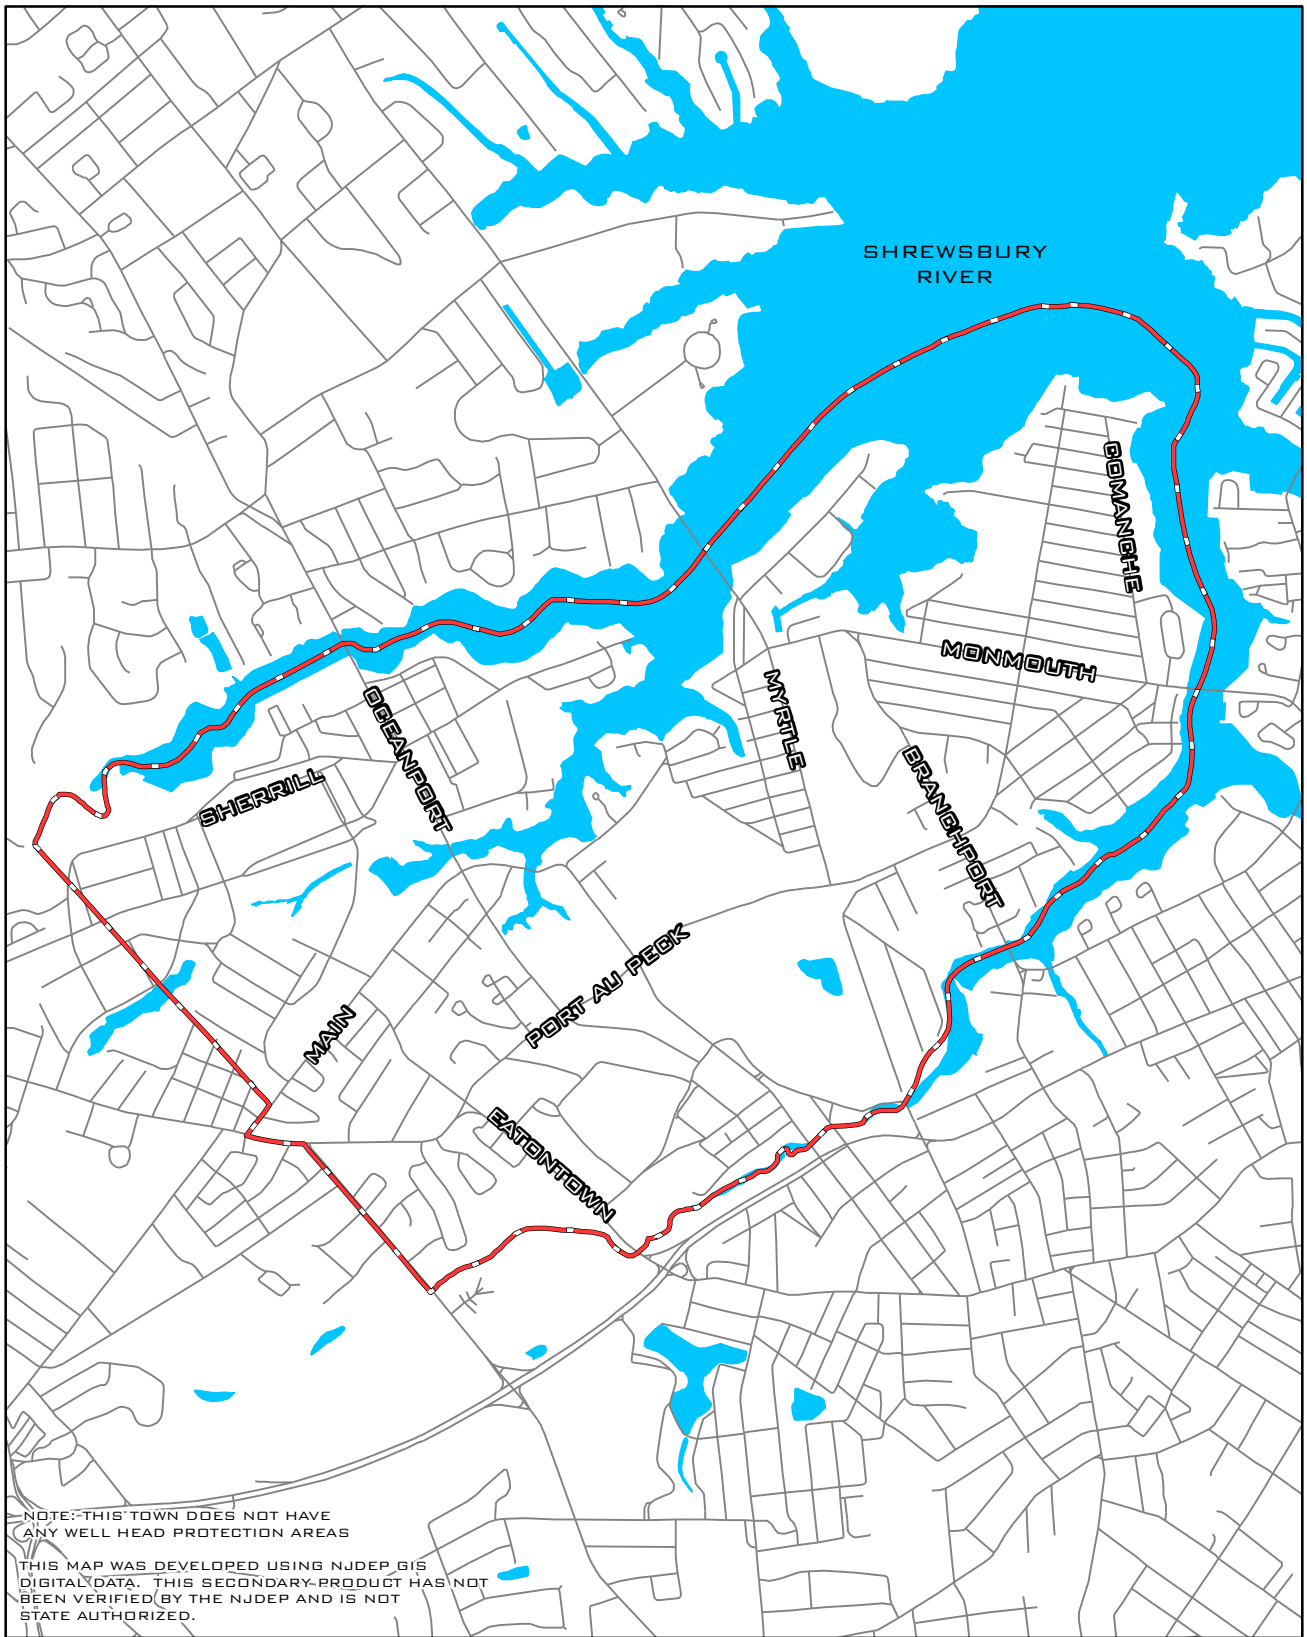 SHREWSBURY
RIVER
COMANCHE
MONMOUTH
MYRTLE
OCEANPORT
BRANCHPORT
SHERRILL
PORT AU PECK
MAIN
EATONTOWN
NOTE: THIS TOWN DOES NOT HAVE
ANY WELL HEAD PROTECTION AREAS
THIS MAP WAS DEVELOPED USING NJDEP GIS
DIGITAL DATA. THIS SECONDARY PRODUCT HAS NOT
BEEN VERIFIED BY THE NJDEP AND IS NOT
STATE AUTHORIZED.